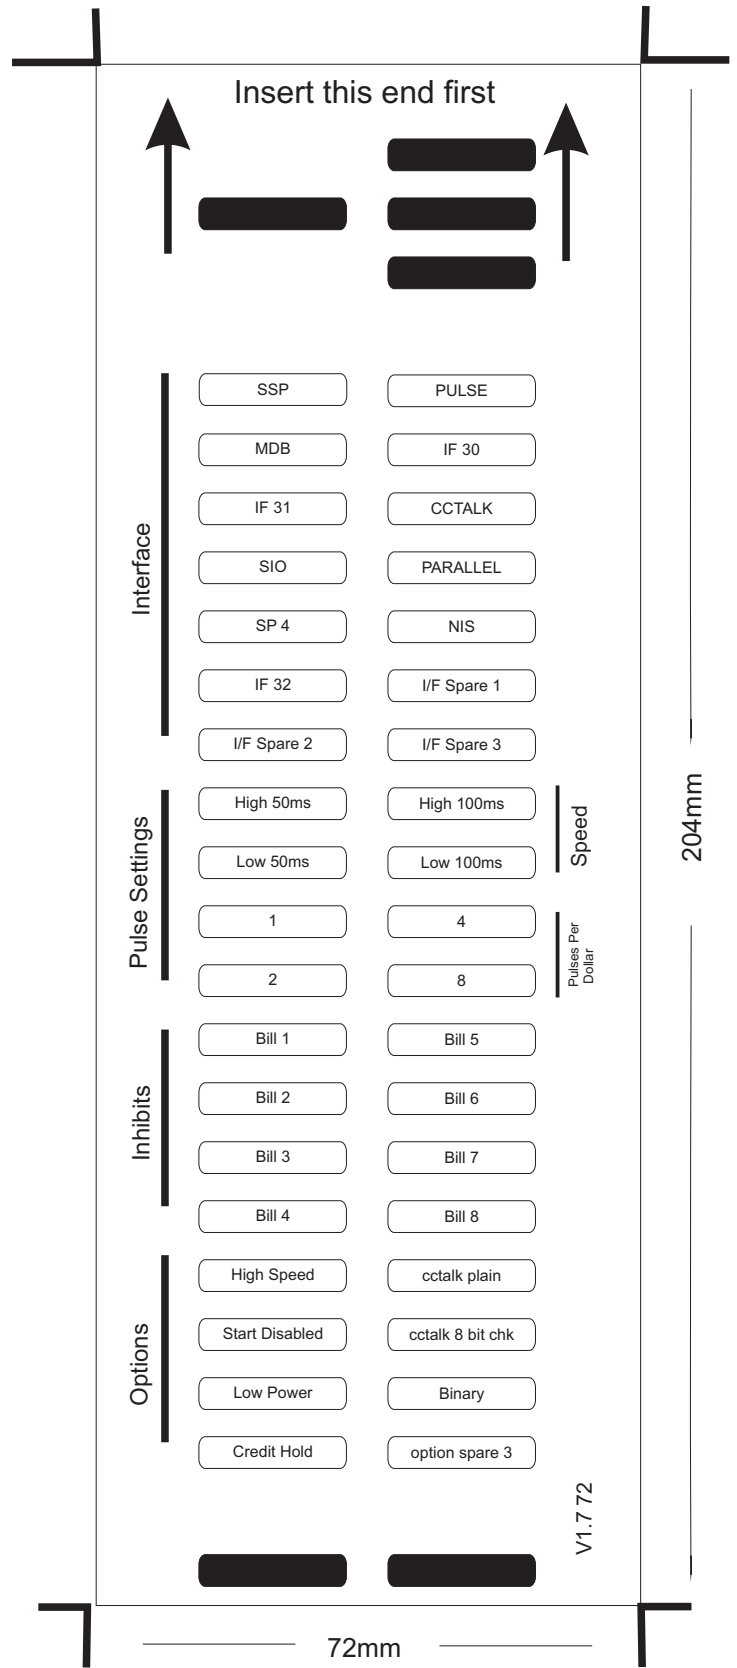 Insert this end first
Interface
SSP
PULSE
MDB
IF 30
IF 31
CCTALK
SIO
PARALLEL
SP 4
NIS
IF 32
I/F Spare 1
I/F Spare 2
I/F Spare 3
Pulse Settings
High 50ms
High 100ms
Low 50ms
Low 100ms
Speed
1
4
2
8
Pulses Per
Dollar
Inhibits
Bill 1
Bill 5
Bill 2
Bill 6
Bill 3
Bill 7
Bill 4
Bill 8
Options
High Speed
cctalk plain
Start Disabled
cctalk 8 bit chk
Low Power
Binary
Credit Hold
option spare 3
V1.7 72
204mm
72mm